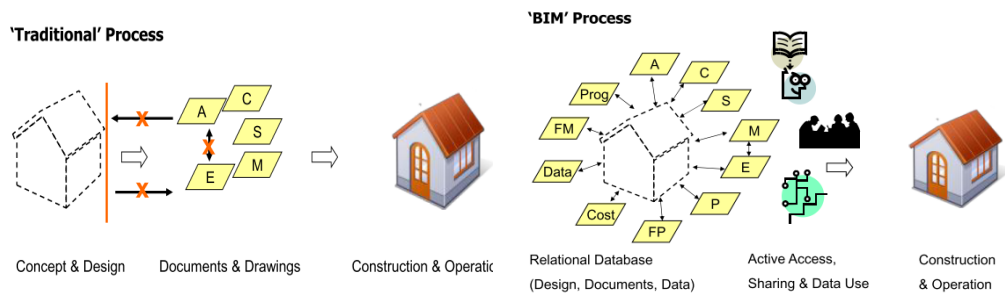 'Traditional' Process
A
C
S
E
M
X
X
X
Concept & Design
Documents & Drawings
Construction & Operatio
'BIM' Process
A
C
Prog
S
FM
M
Data
E
Cost
P
FP
Relational Database
(Design, Documents, Data)
Active Access,
Sharing & Data Use
Construction
& Operation